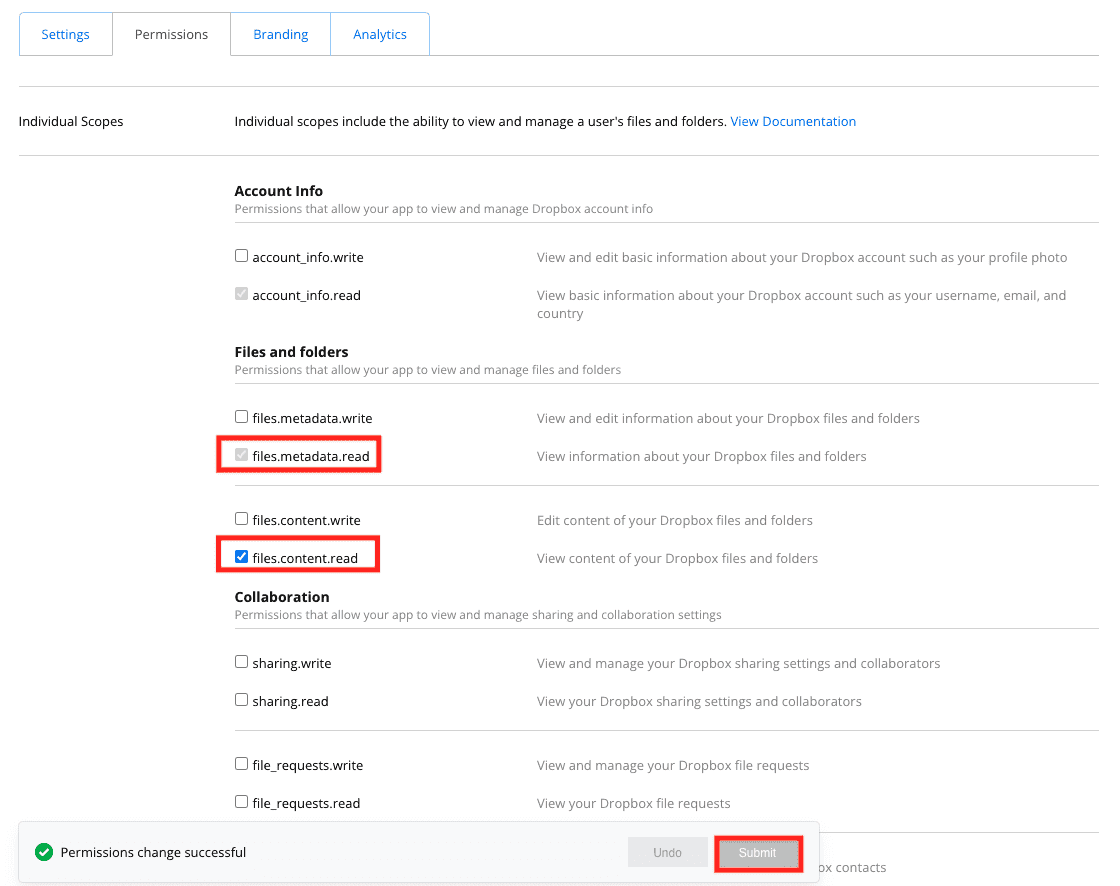 Settings Permissions Branding Analytics
Individual Scopes Individual scopes include the ability to view and manage a user's files and folders. View Documentation
Account Info
Permissions that allow your app to view and manage Dropbox account info
account_info.write View and edit basic information about your Dropbox account such as your profile photo
account_info.read View basic information about your Dropbox account such as your username, email, and
country
Files and folders
Permissions that allow your app to view and manage files and folders
files.metadata.write View and edit information about your Dropbox files and folders
files.metadata.read View information about your Dropbox files and folders
files.content.write Edit content of your Dropbox files and folders
files.content.read View content of your Dropbox files and folders
Collaboration
Permissions that allow your app to view and manage sharing and collaboration settings
sharing.write View and manage your Dropbox sharing settings and collaborators
sharing.read View your Dropbox sharing settings and collaborators
file_requests.write View and manage your Dropbox file requests
file_requests.read View your Dropbox file requests
Permissions change successful Undo Submit
contacts